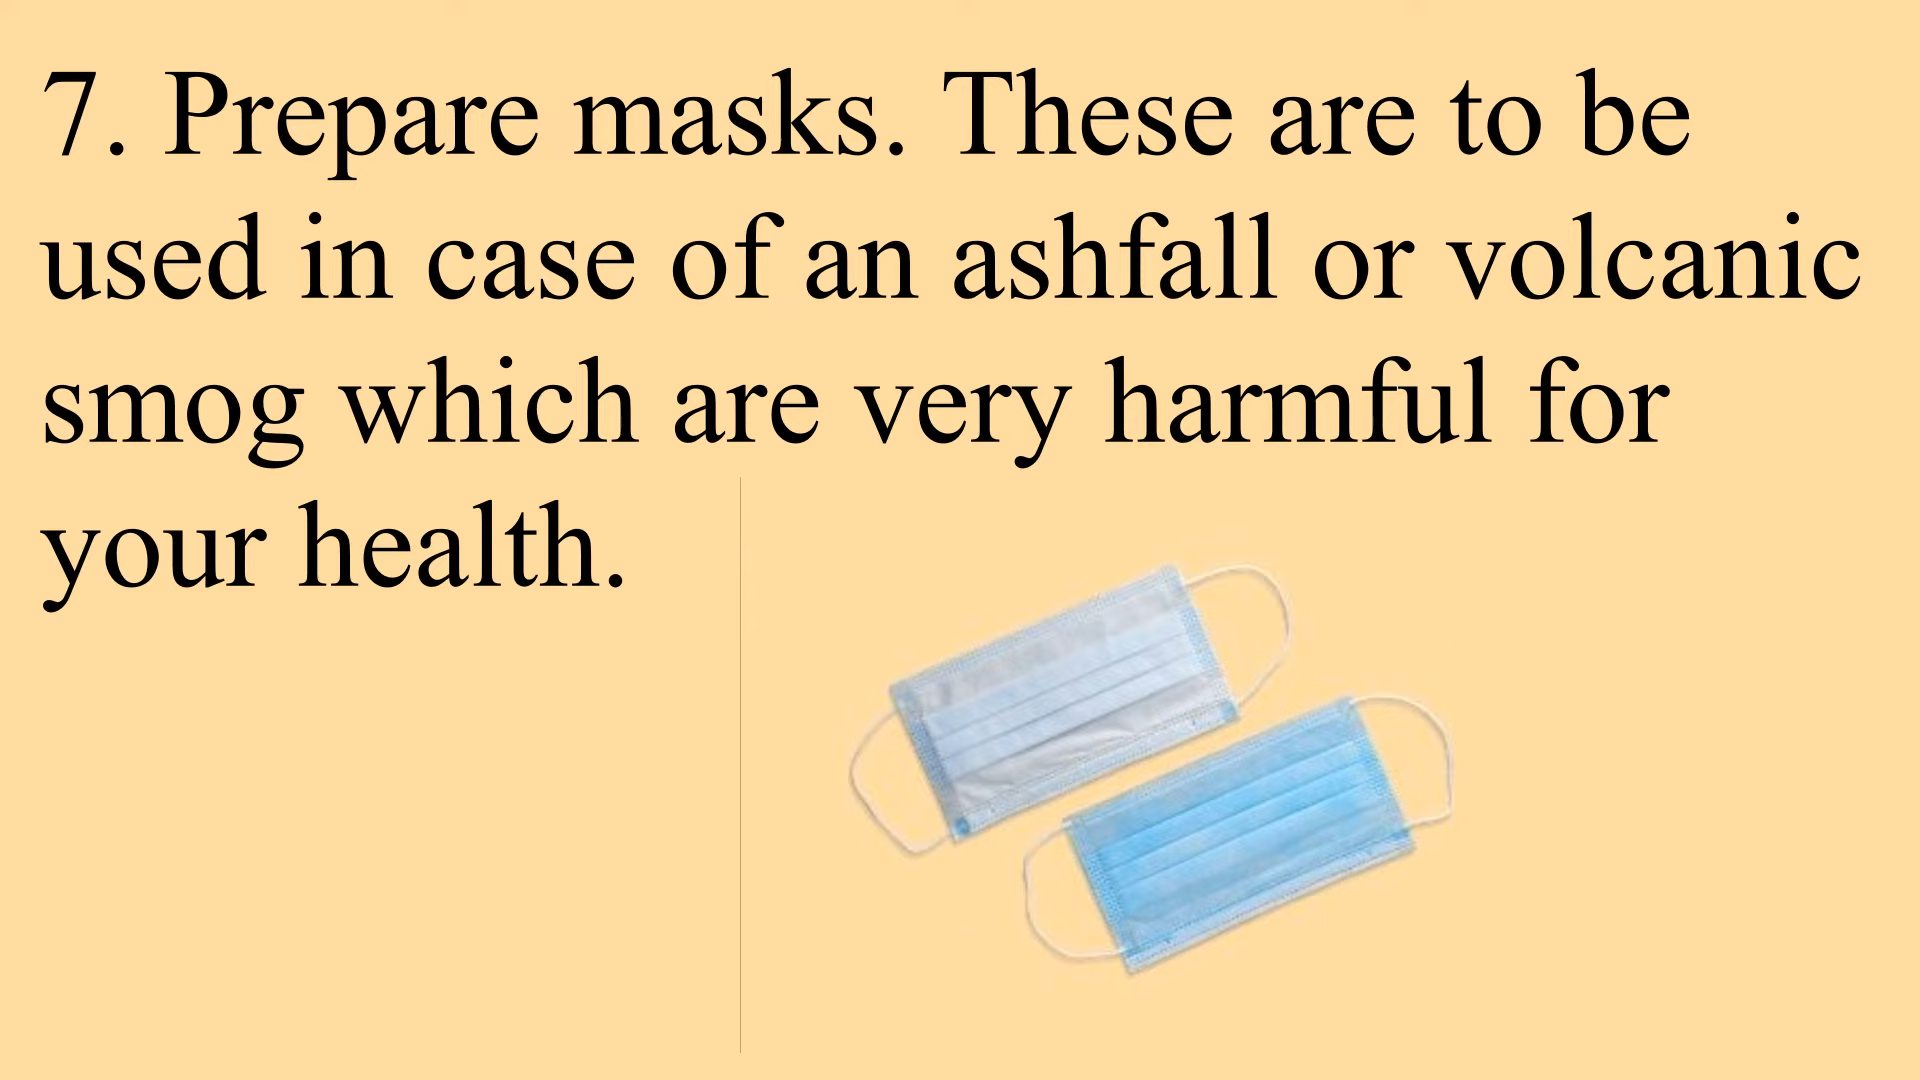 7. Prepare masks. These are to be
used in case of an ashfall or volcanic
smog which are very harmful for
your health.